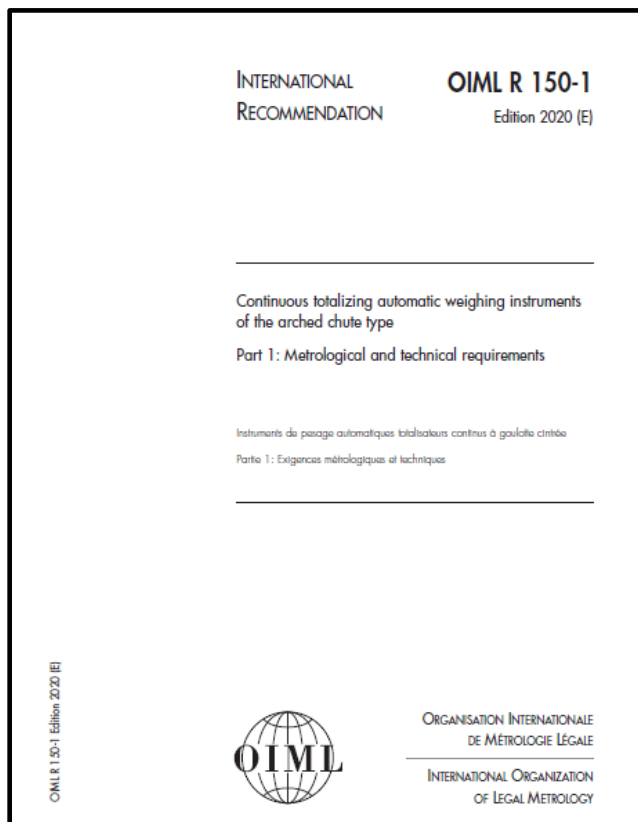 INTERNATIONAL
RECOMMENDATION
OIML R 150-1
Edition 2020 (E)
Continuous totalizing automatic weighing instruments
of the arched chute type
Part 1: Metrological and technical requirements
Instruments de pesage automatiques totalisateurs continus à goulotte cintrée
Partie 1: Exigences métrologiques et techniques
OIML R 150-1 Edition 2020 (E)
OIML
ORGANISATION INTERNATIONALE
DE MÉTROLOGIE LÉGALE
INTERNATIONAL ORGANIZATION
OF LEGAL METROLOGY